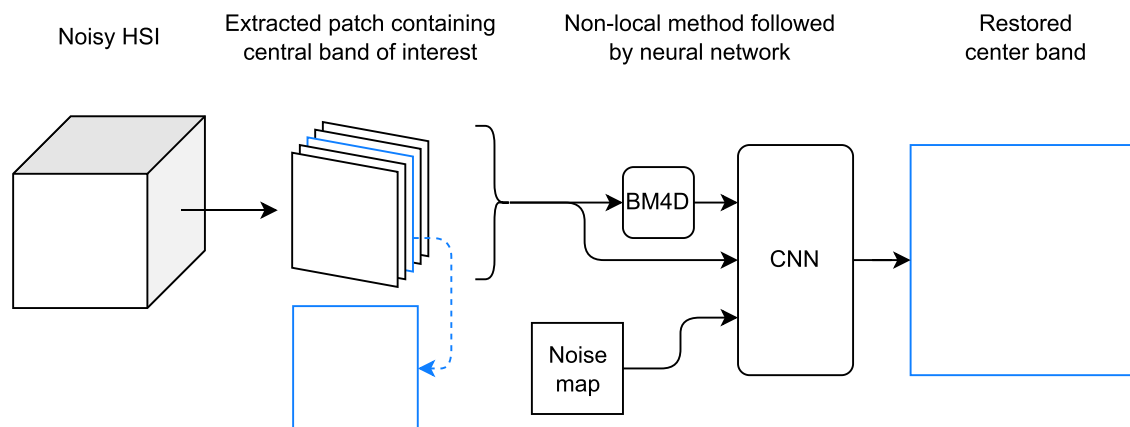 Noisy HSI
Extracted patch containing
central band of interest
Non-local method followed
by neural network
Restored
center band
BM4D
CNN
Noise
map